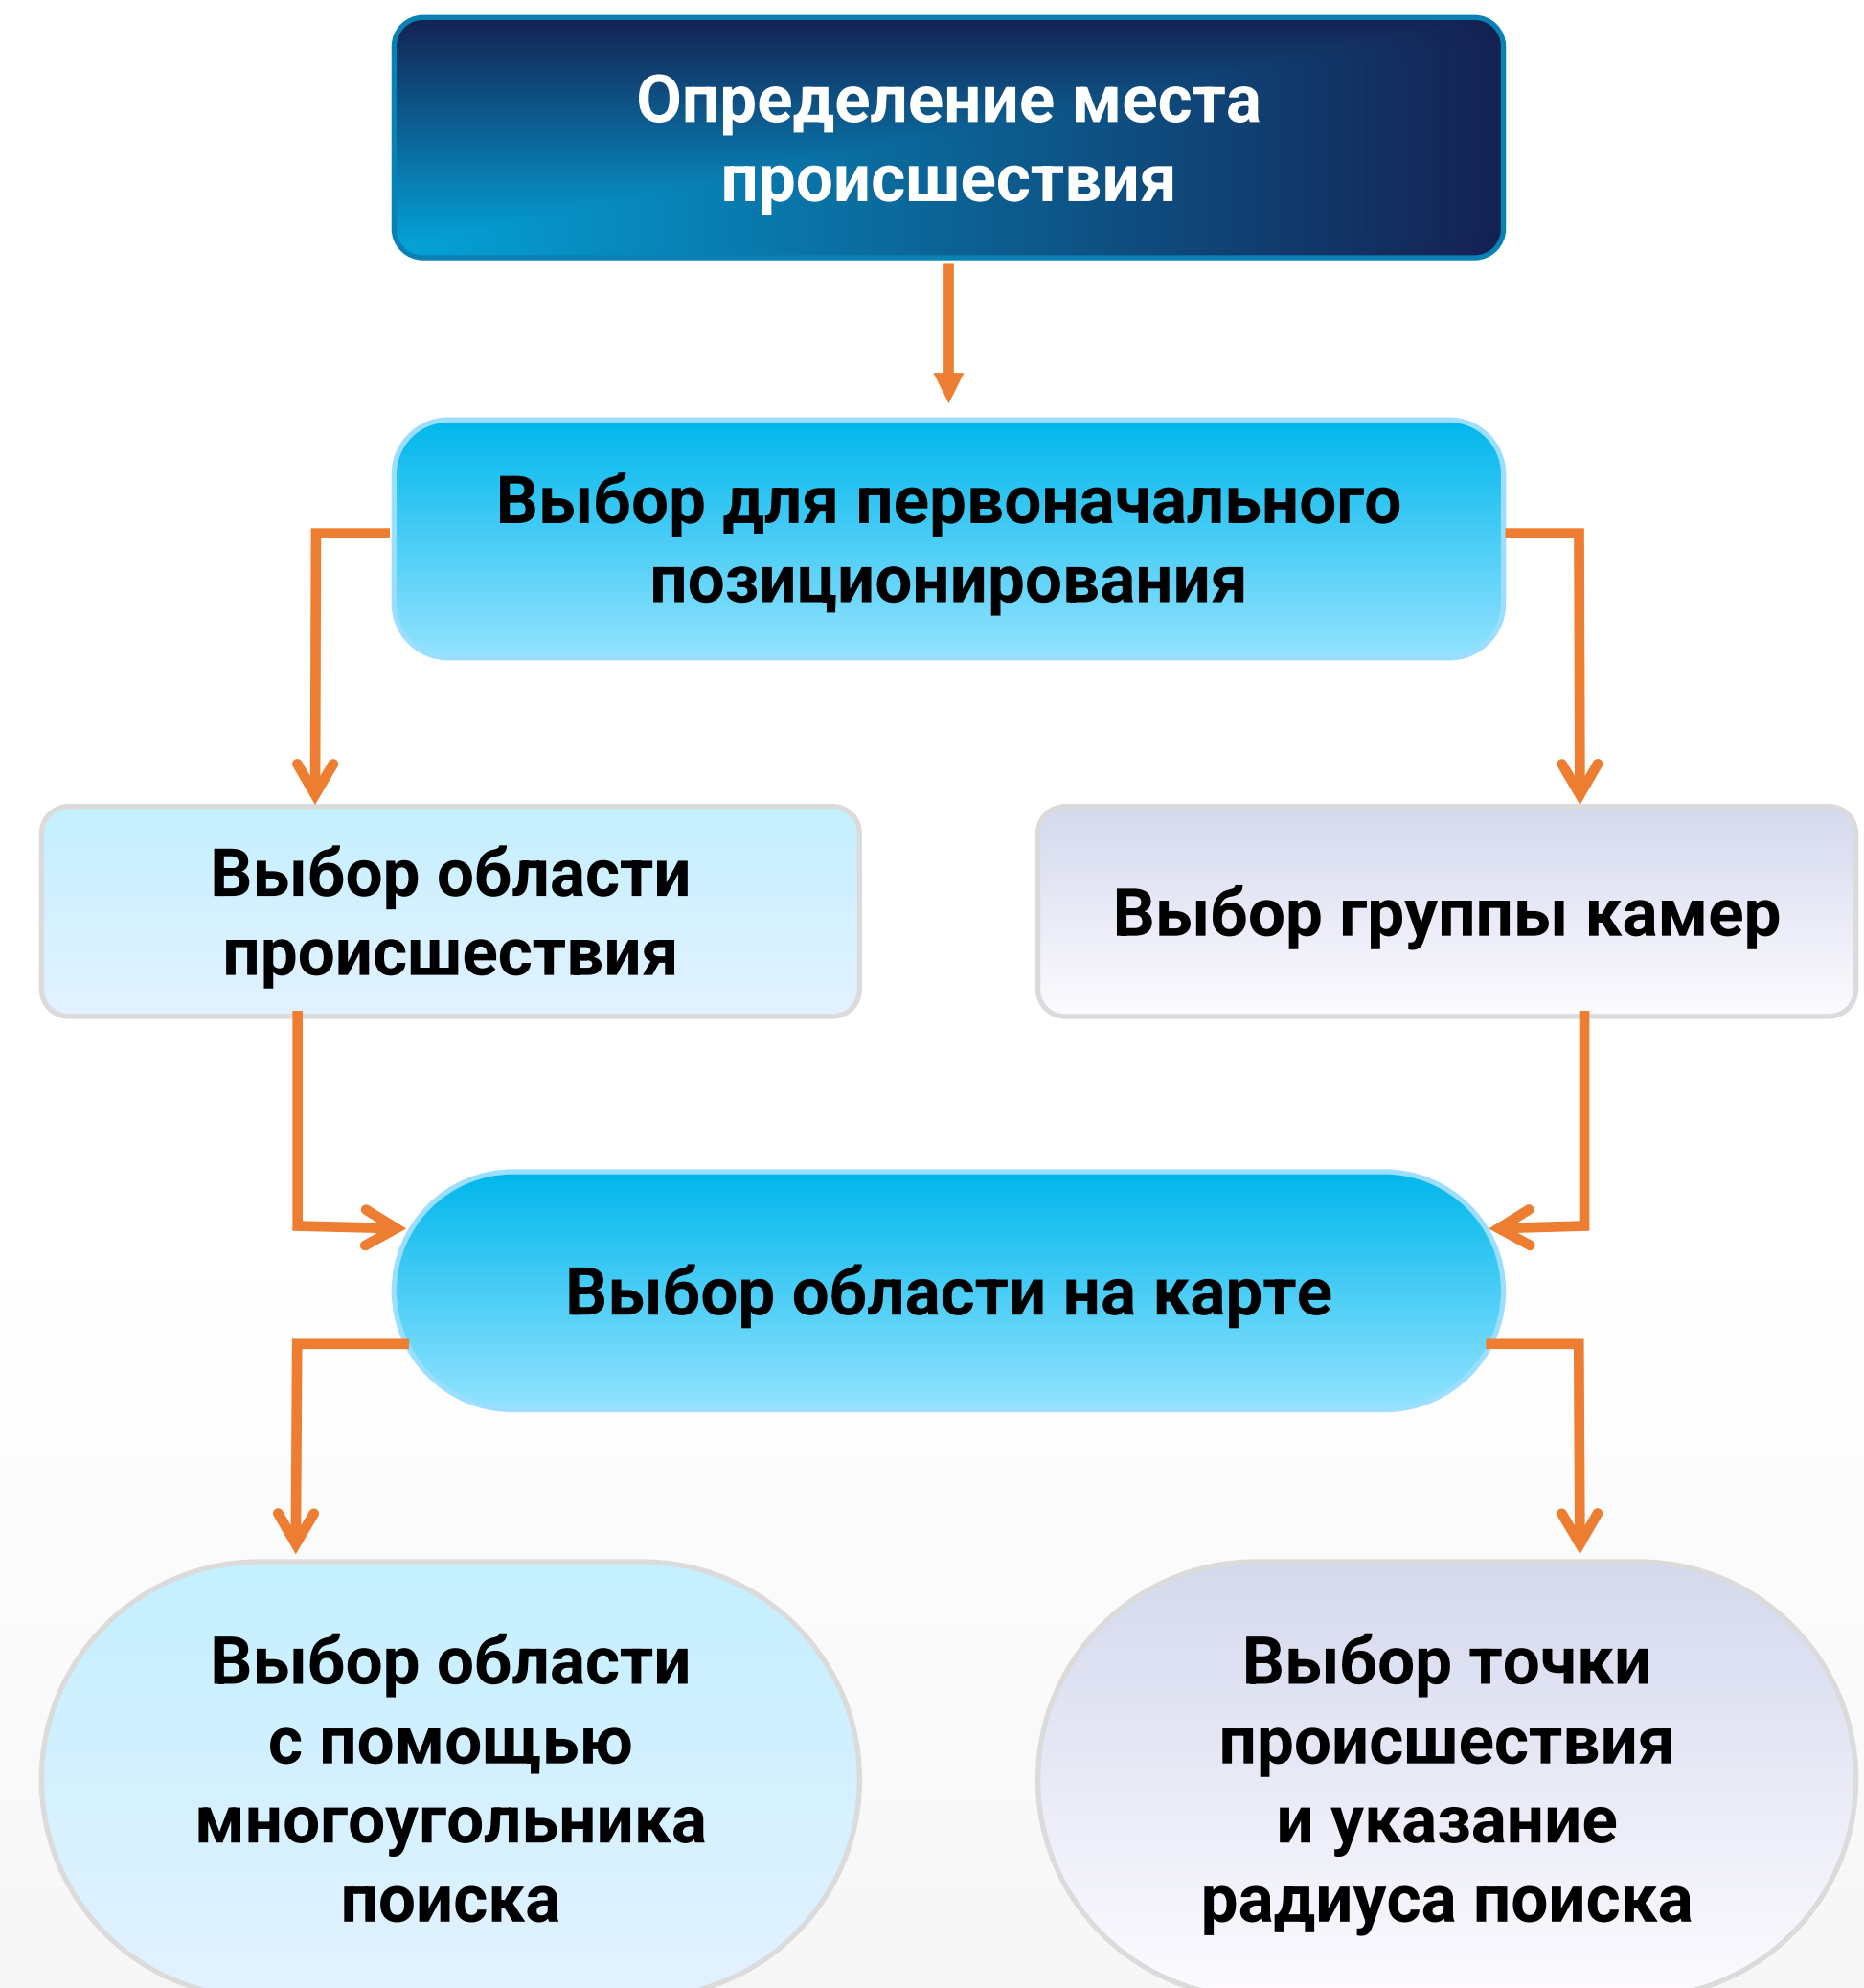 Определение места
происшествия
Выбор для первоначального
позиционирования
Выбор области
происшествия
Выбор группы камер
Выбор области на карте
Выбор области
с помощью
многоугольника
поиска
Выбор точки
происшествия
и указание
радиуса поиска